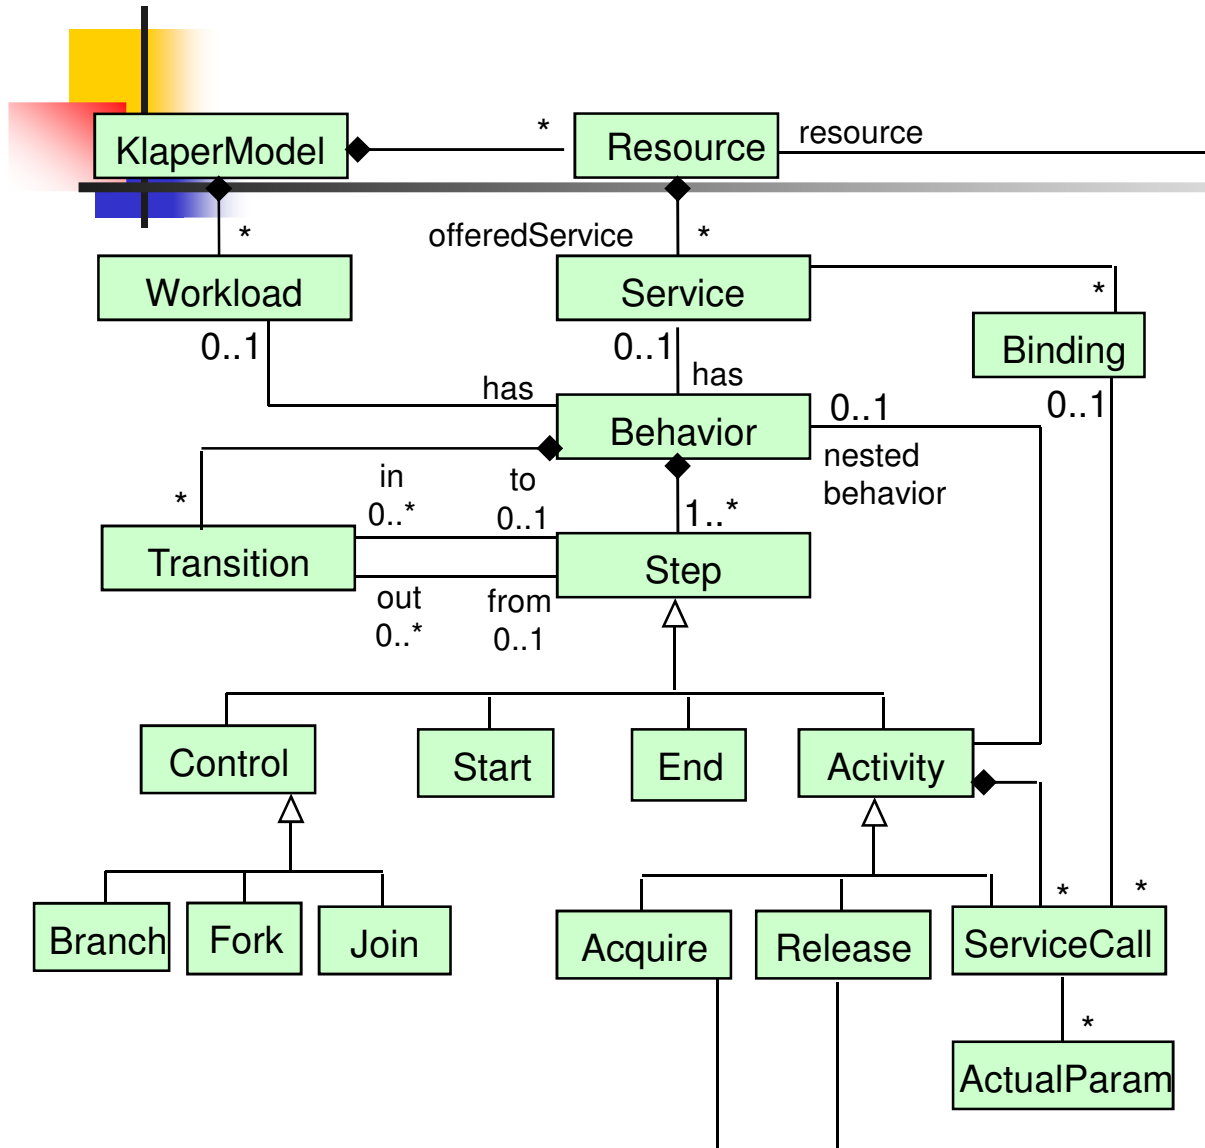 KlaperModel
*
Resource
resource
*
offeredService
*
Workload
Service
*
0..1
0..1
Binding
has
has
0..1
0..1
Behavior
nested
behavior
in
to
*
0..*
0..1
1..*
Transition
Step
out
from
0..*
0..1
Control
Start
End
Activity
*
*
Branch
Fork
Join
Acquire
Release
ServiceCall
*
ActualParam